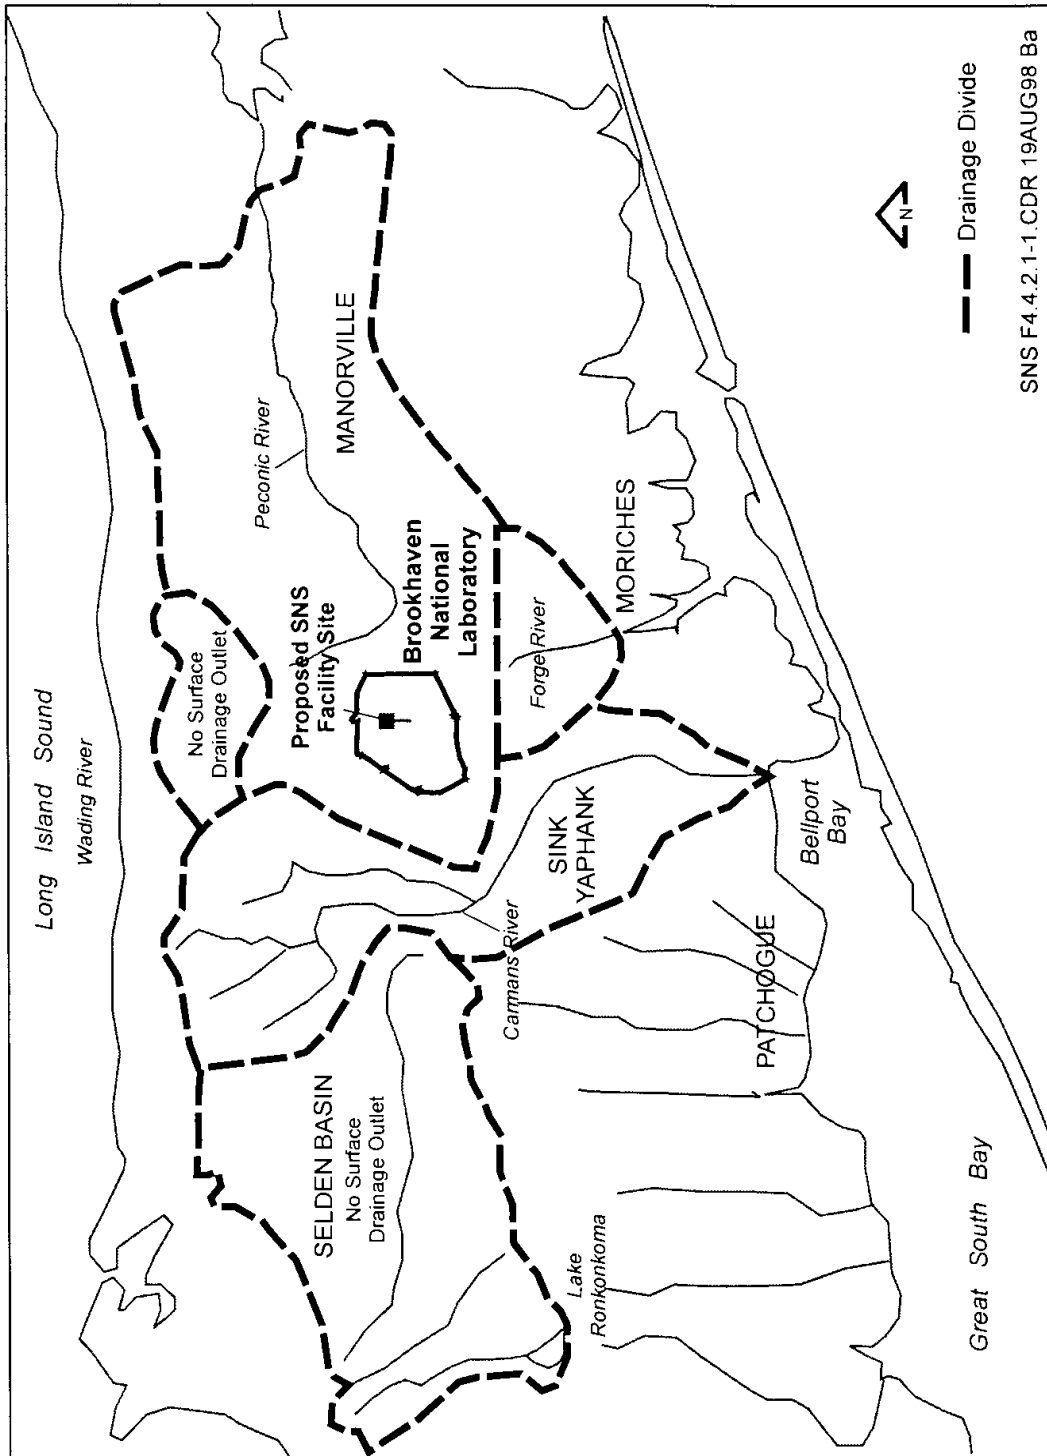 Long Island Sound
Wading River
No Surface
Drainage Outlet
Peconic River
MANORVILLE
Proposed SNS
Facility Site
Brookhaven
National
Laboratory
SELDEN BASIN
No Surface
Drainage Outlet
Carmans River
SINK
YAPHANK
Forge River
MORICHES
Lake
Ronkonkoma
PATCHOGUE
Bellport
Bay
Great South Bay
N
Drainage Divide
SNS F4.4.2.1-1.CDR 19AUG98 Ba